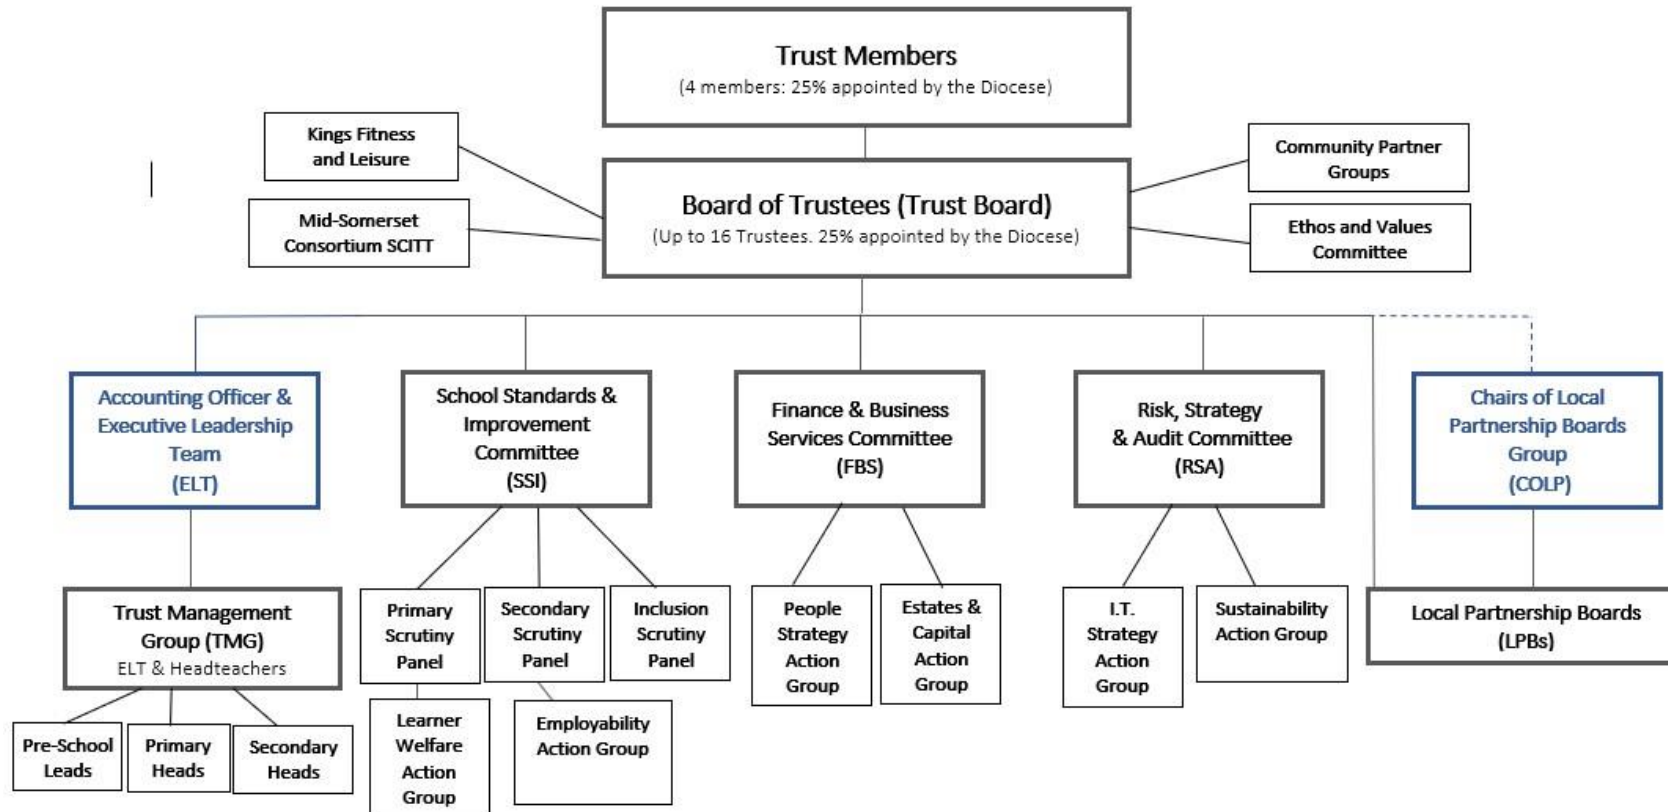 Trust Members
(4 members: 25% appointed by the Diocese)
Kings Fitness
and Leisure
Mid-Somerset
Consortium SCITT
Board of Trustees (Trust Board)
(Up to 16 Trustees. 25% appointed by the Diocese)
Community Partner
Groups
Ethos and Values
Committee
Accounting Officer &
Executive Leadership
Team
(ELT)
School Standards &
Improvement
Committee
(SSI)
Finance & Business
Services Committee
(FBS)
Risk, Strategy
& Audit Committee
(RSA)
Chairs of Local
Partnership Boards
Group
(COLP)
Trust Management
Group (TMG)
ELT & Headteachers
Primary
Scrutiny
Panel
Secondary
Scrutiny
Panel
Inclusion
Scrutiny
Panel
People
Strategy
Action
Group
Estates &
Capital
Action
Group
I.T.
Strategy
Action
Group
Sustainability
Action Group
Local Partnership Boards
(LPBs)
Pre-School
Leads
Primary
Heads
Secondary
Heads
Learner
Welfare
Action
Group
Employability
Action Group